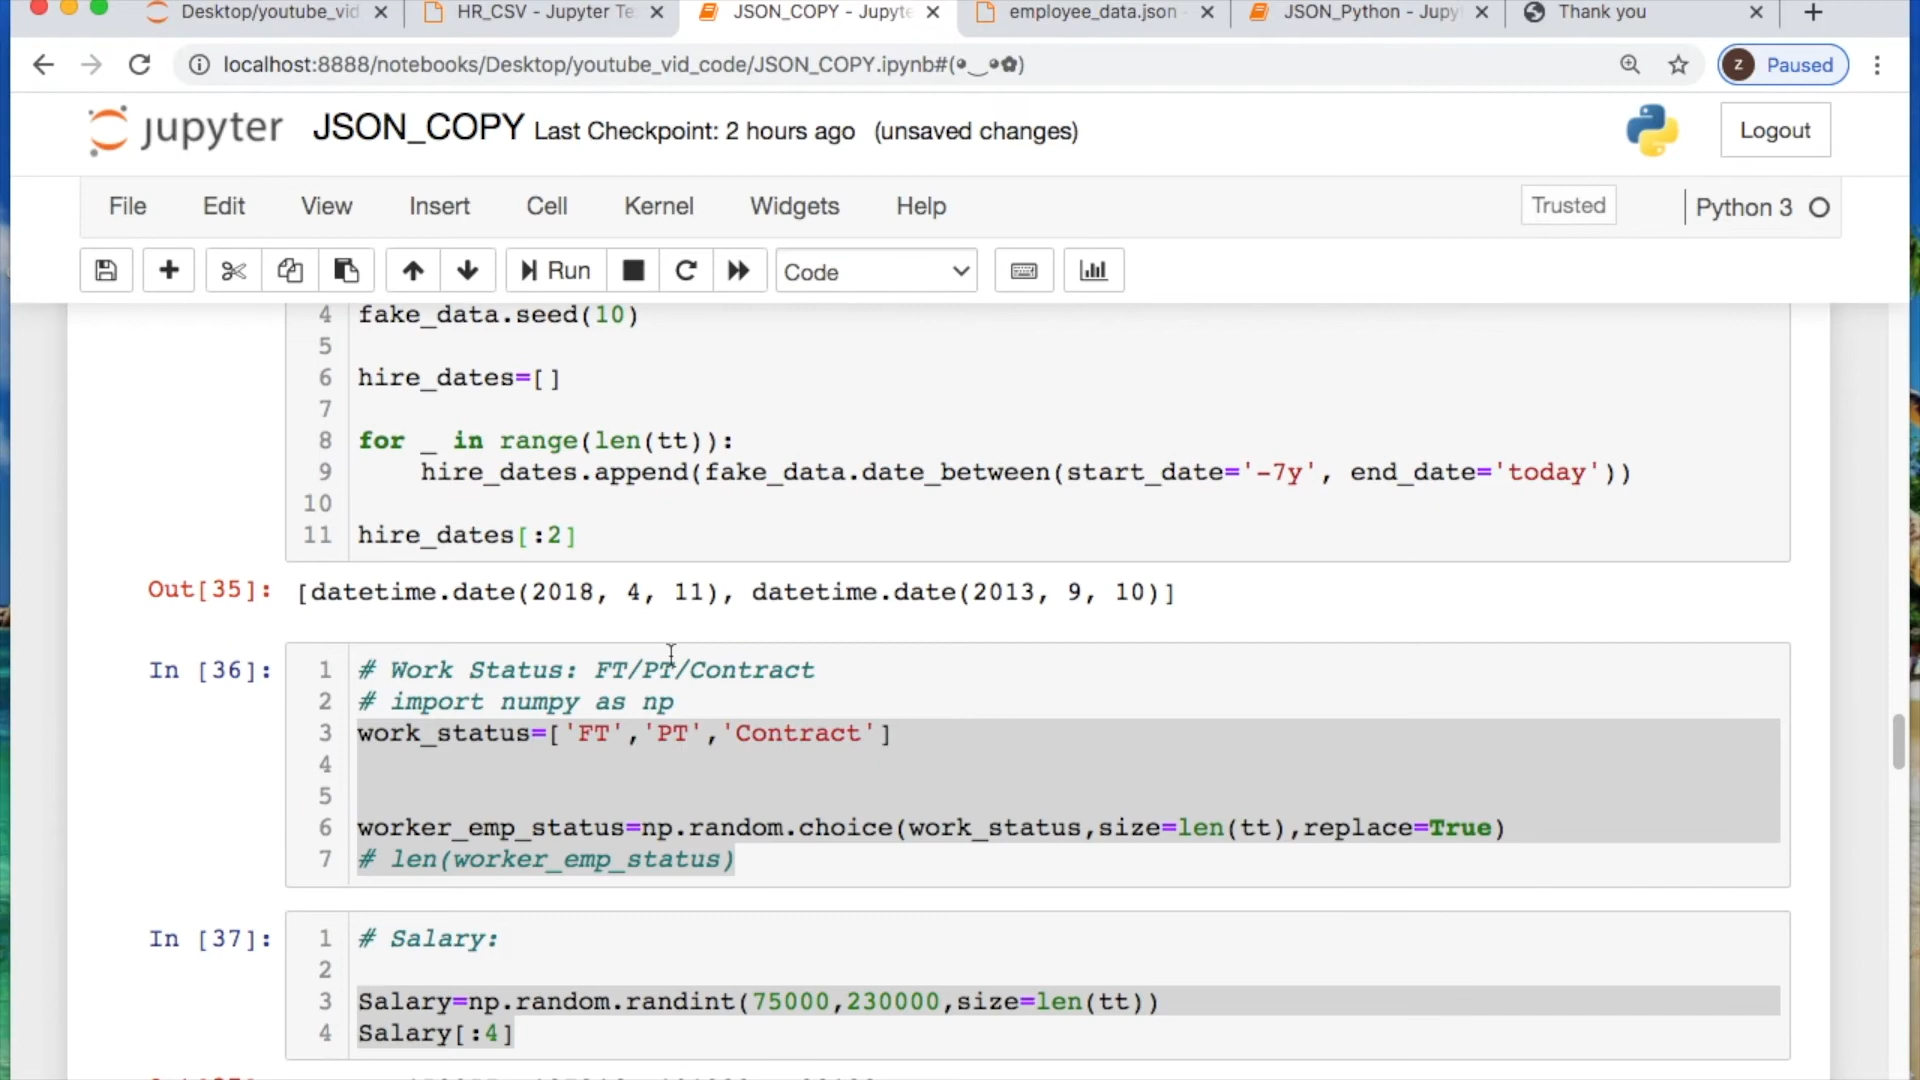 Desktop/youtube_vid
HR_CSV - Jupyter Te
JSON_COPY - Jupyte
employee_data.json
JSON_Python - Jupy
Thank you
localhost:8888/notebooks/Desktop/youtube_vid_code/JSON_COPY.ipynb#(◕‿◕✿)
z
Paused
jupyter
JSON_COPY Last Checkpoint: 2 hours ago (unsaved changes)
Logout
File Edit View Insert Cell Kernel Widgets Help
Trusted
Python 3
Run
Code
4 fake_data.seed(10)
5
6 hire_dates=[]
7
8 for _ in range(len(tt)):
9 hire_dates.append(fake_data.date_between(start_date='-7y', end_date='today'))
10
11 hire_dates[:2]
Out[35]: [datetime.date(2018, 4, 11), datetime.date(2013, 9, 10)]
In [36]: 1 # Work Status: FT/PT/Contract
2 # import numpy as np
3 work_status=['FT','PT','Contract']
4
5
6 worker_emp_status=np.random.choice(work_status,size=len(tt),replace=True)
7 # len(worker_emp_status)
In [37]: 1 # Salary:
2
3 Salary=np.random.randint(75000,230000,size=len(tt))
4 Salary[:4]